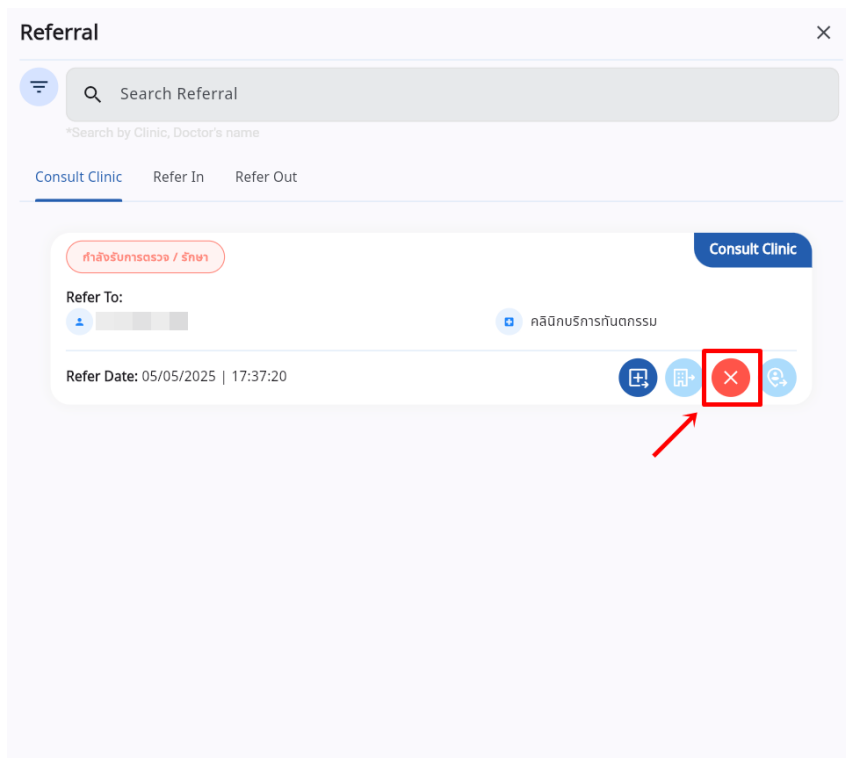 Referral
Search Referral
*Search by Clinic, Doctor's name
Consult Clinic
Refer In
Refer Out
กำลังรับการตรวจ / รักษา
Consult Clinic
Refer To:
คลินิกบริการทันตกรรม
Refer Date: 05/05/2025 | 17:37:20